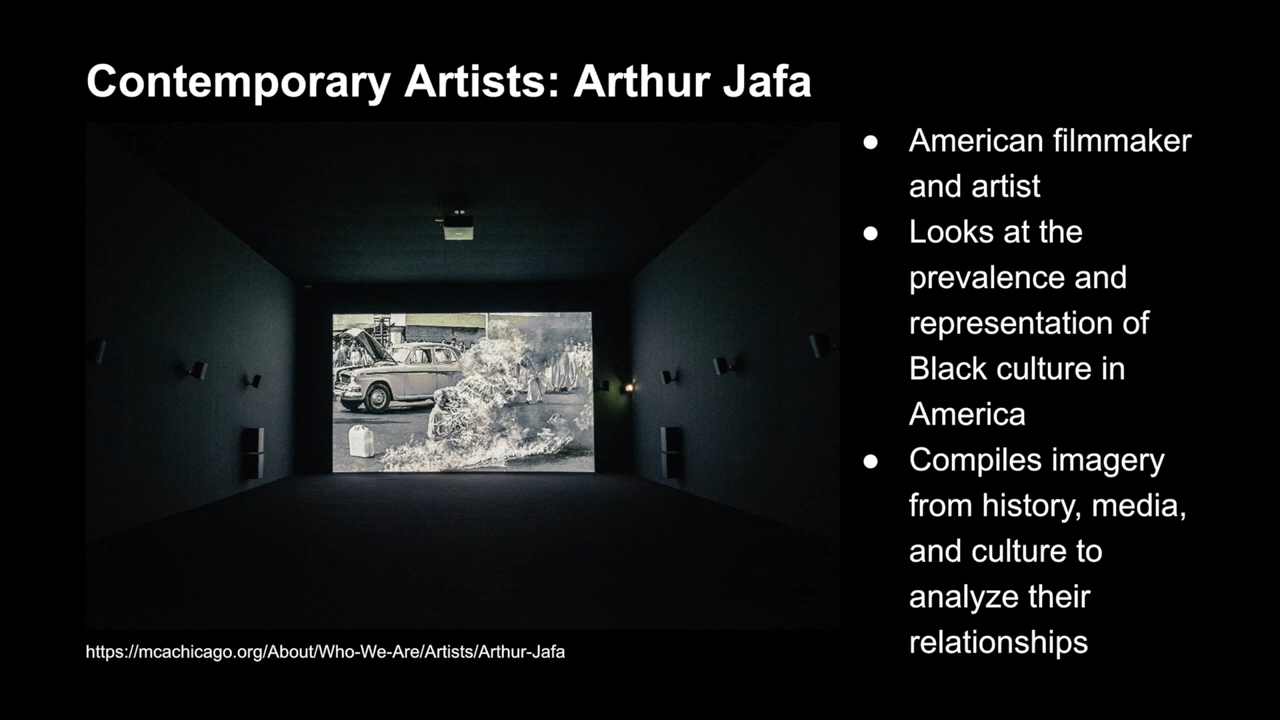 Contemporary Artists: Arthur Jafa
● American filmmaker
and artist
● Looks at the
prevalence and
representation of
Black culture in
America
● Compiles imagery
from history, media,
and culture to
analyze their
relationships
https://mcachicago.org/About/Who-We-Are/Artists/Arthur-Jafa